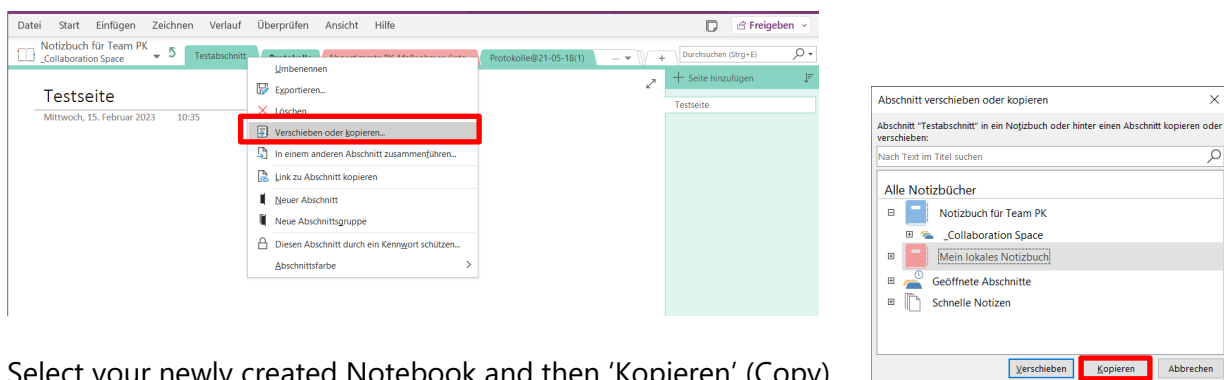 Datei Start Einfügen Zeichnen Verlauf Überprüfen Ansicht Hilfe Freigeben
Notizbuch für Team PK
_Collaboration Space
Testabschnitt Protokolle@21-05-18(1) ... + Durchsuchen (Strg+E)
Testseite
Mittwoch, 15. Februar 2023 10:35
Umbenennen
Exportieren...
Löschen
Verschieben oder kopieren...
In einem anderen Abschnitt zusammenführen...
Link zu Abschnitt kopieren
Neuer Abschnitt
Neue Abschnittsgruppe
Diesen Abschnitt durch ein Kennwort schützen...
Abschnittsfarbe
+ Seite hinzufügen
Testseite
Abschnitt verschieben oder kopieren
Abschnitt "Testabschnitt" in ein Notizbuch oder hinter einen Abschnitt kopieren oder
verschieben:
Nach Text im Titel suchen
Alle Notizbücher
Notizbuch für Team PK
_Collaboration Space
Mein lokales Notizbuch
Geöffnete Abschnitte
Schnelle Notizen
Verschieben Kopieren Abbrechen
Select your newly created Notebook and then ‘Kopieren’ (Copy)